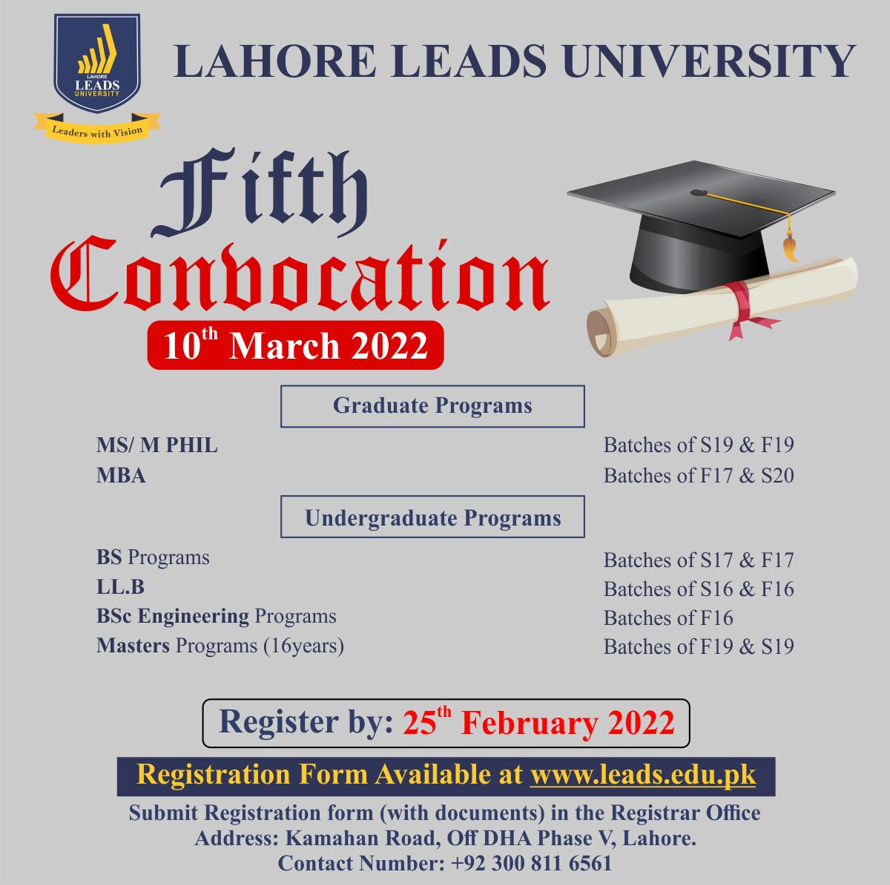 LAHORE
LEADS
UNIVERSITY
Leaders with Vision
LAHORE LEADS UNIVERSITY
Fifth
Convocation
10th March 2022
Graduate Programs
MS/ M PHIL Batches of S19 & F19
MBA Batches of F17 & S20
Undergraduate Programs
BS Programs Batches of S17 & F17
LL.B Batches of S16 & F16
BSc Engineering Programs Batches of F16
Masters Programs (16years) Batches of F19 & S19
Register by: 25th February 2022
Registration Form Available at www.leads.edu.pk
Submit Registration form (with documents) in the Registrar Office
Address: Kamahan Road, Off DHA Phase V, Lahore.
Contact Number: +92 300 811 6561